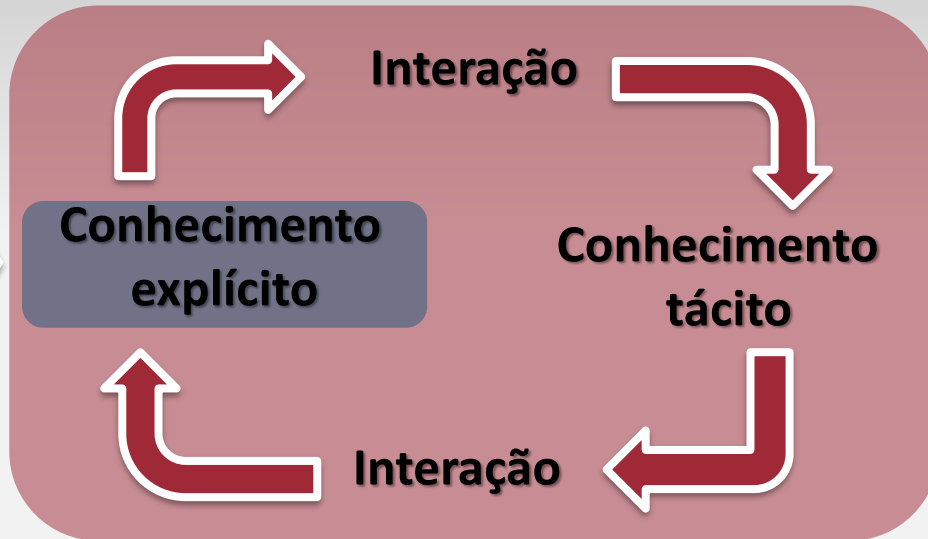 Interação
Conhecimento
explícito
Conhecimento
tácito
Interação